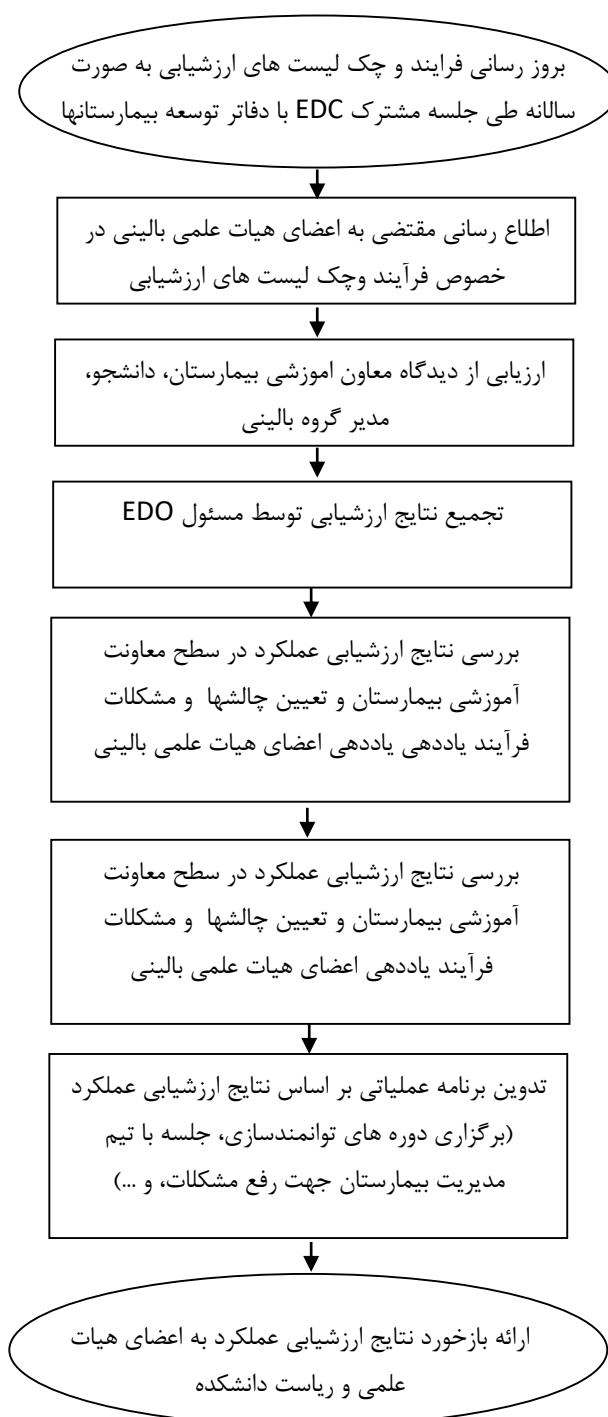 بروز رسانی فرایند و چک لیست های ارزشیابی به صورت
سالانه طی جلسه مشترک EDC با دفاتر توسعه بیمارستانها
اطلاع رسانی مقتضی به اعضای هیات علمی بالینی در
خصوص فرآیند وچک لیست های ارزشیابی
ارزیابی از دیدگاه معاون اموزشی بیمارستان، دانشجو،
مدیر گروه بالینی
تجمیع نتایج ارزشیابی توسط مسئول EDO
بررسی نتایج ارزشیابی عملکرد در سطح معاونت
آموزشی بیمارستان و تعیین چالشها و مشکلات
فرآیند یاددهی یاددهی اعضای هیات علمی بالینی
بررسی نتایج ارزشیابی عملکرد در سطح معاونت
آموزشی بیمارستان و تعیین چالشها و مشکلات
فرآیند یاددهی اعضای هیات علمی بالینی
تدوین برنامه عملیاتی بر اساس نتایج ارزشیابی عملکرد
(برگزاری دوره های توانمندسازی، جلسه با تیم
مدیریت بیمارستان جهت رفع مشکلات، و ...)
ارائه بازخورد نتایج ارزشیابی عملکرد به اعضای هیات
علمی و ریاست دانشکده